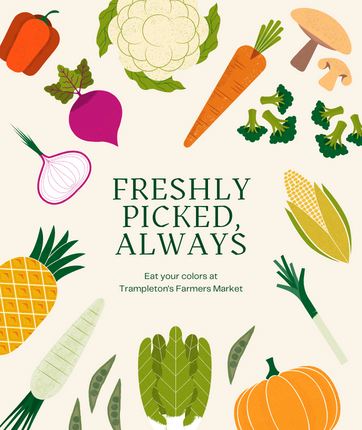 FRESHLY
PICKED,
ALWAYS
Eat your colors at
Trampleton's Farmers Market